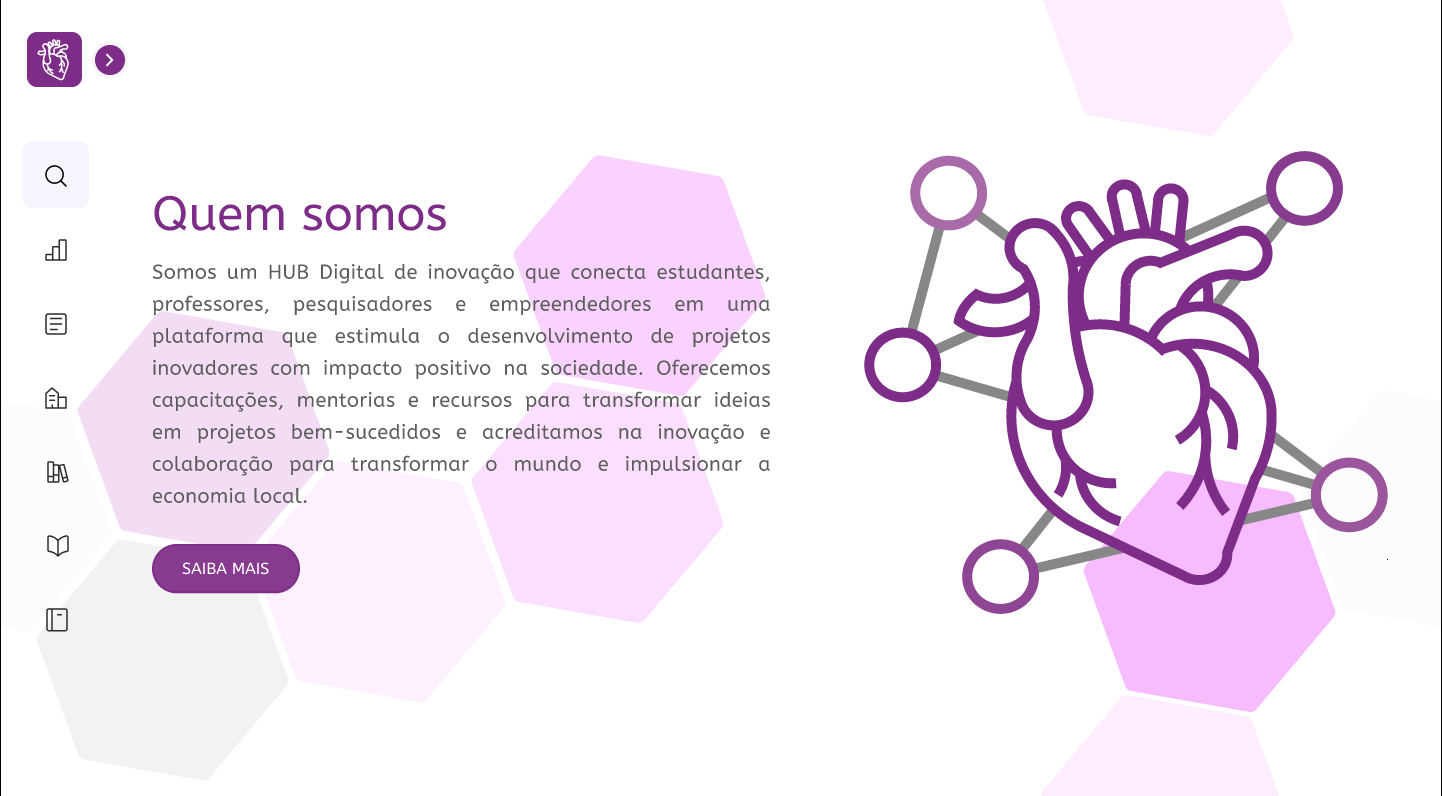 Quem somos
Somos um HUB Digital de inovação que conecta estudantes,
professores, pesquisadores e empreendedores em uma
plataforma que estimula o desenvolvimento de projetos
inovadores com impacto positivo na sociedade. Oferecemos
capacitações, mentorias e recursos para transformar ideias
em projetos bem-sucedidos e acreditamos na inovação e
colaboração para transformar o mundo e impulsionar a
economia local.
SAIBA MAIS